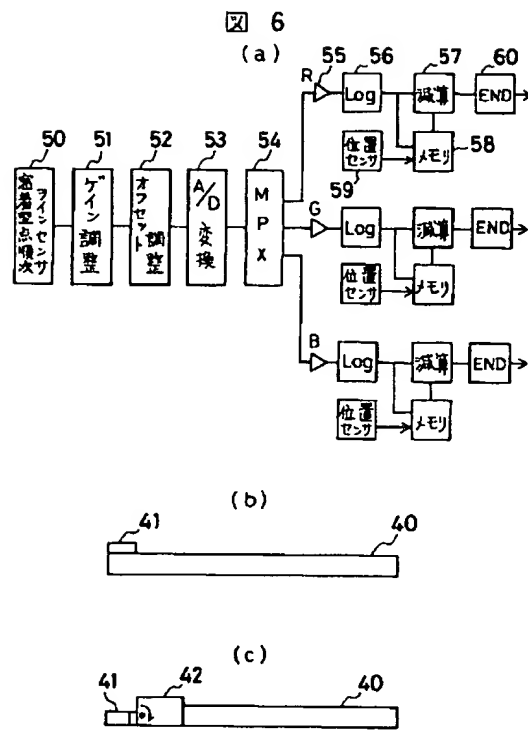 図 6
(a)
50 51 52 53 54 55 56 57 60
密着型点順次
ラインセンサ
ゲイン調整
オフセット
調整
A/D
変換
MPX
R
Log
減算
END
位置
センサ
59
メモリ
58
G
Log
減算
END
位置
センサ
メモリ
B
Log
減算
END
位置
センサ
メモリ
(b)
41
40
(c)
41
42
40